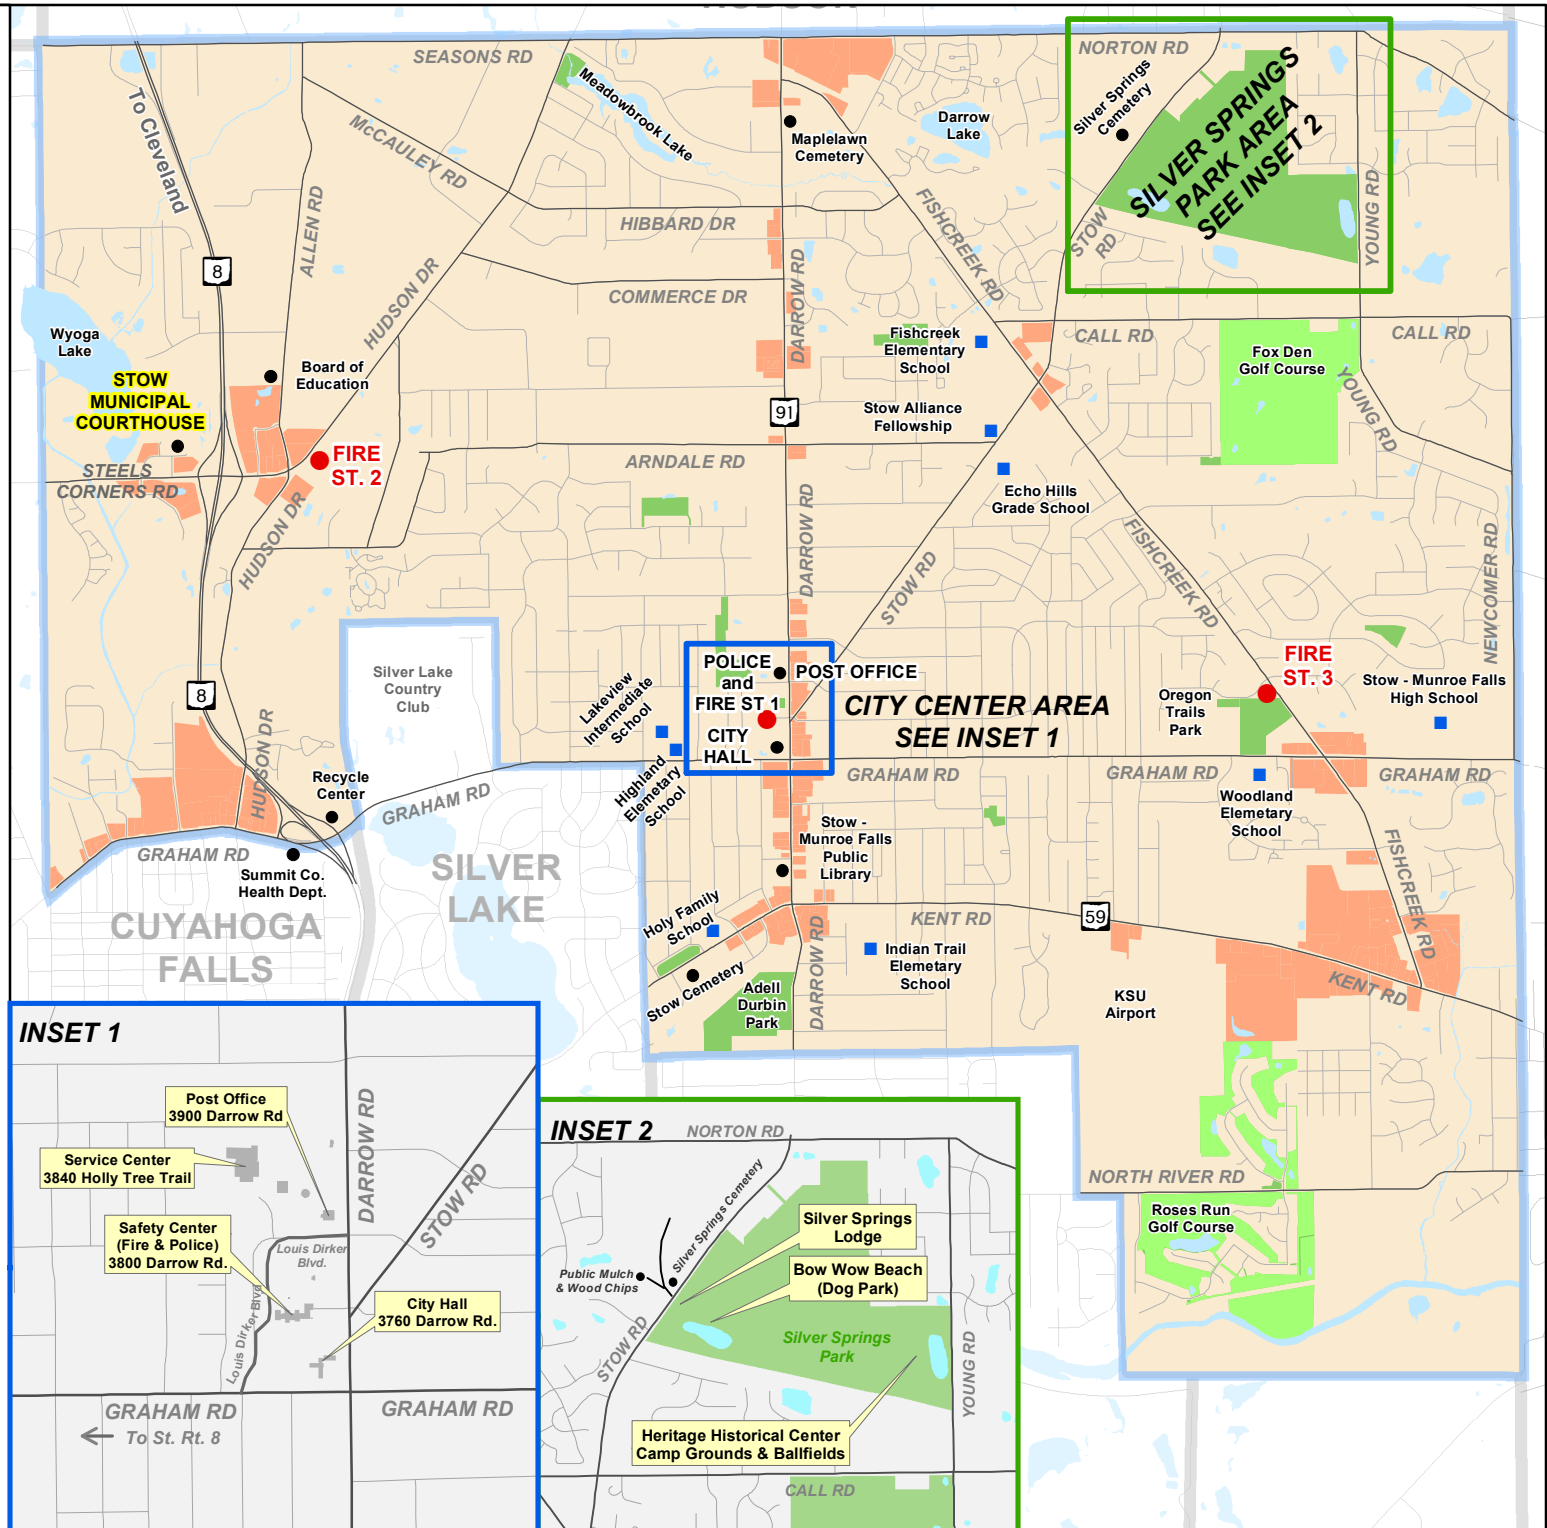 HUDSON
SEASONS RD
NORTON RD
To Cleveland
Meadowbrook Lake
McCAULEY RD
Maplelawn
Cemetery
Darrow
Lake
Silver Springs
Cemetery
SILVER SPRINGS
PARK AREA
SEE INSET 2
ALLEN RD
HIBBARD DR
FISHCREEK RD
STOW
RD
YOUNG RD
8
HUDSON DR
COMMERCE DR
DARROW RD
Wyoga
Lake
Board of
Education
Fishcreek
Elementary
School
CALL RD
CALL RD
Fox Den
Golf Course
STOW
MUNICIPAL
COURTHOUSE
91
Stow Alliance
Fellowship
YOUNG RD
STEELS
CORNERS RD
FIRE
ST. 2
ARNDALE RD
Echo Hills
Grade School
HUDSON DR
DARROW RD
STOW RD
FISHCREEK RD
NEWCOMER RD
Silver Lake
Country
Club
8
Lakeview
Intermediate
School
POLICE
and
FIRE ST 1
CITY
HALL
POST OFFICE
CITY CENTER AREA
SEE INSET 1
Oregon
Trails
Park
FIRE
ST. 3
Stow - Munroe Falls
High School
HUDSON DR
Recycle
Center
GRAHAM RD
Highland
Elemetary
School
GRAHAM RD
GRAHAM RD
GRAHAM RD
Woodland
Elemetary
School
Stow -
Munroe Falls
Public
Library
GRAHAM RD
Summit Co.
Health Dept.
SILVER
LAKE
CUYAHOGA
FALLS
FISHCREEK RD
Holy Family
School
KENT RD
59
DARROW RD
Indian Trail
Elemetary
School
Stow Cemetery
Adell
Durbin
Park
KSU
Airport
KENT RD
NORTH RIVER RD
Roses Run
Golf Course
INSET 1
Post Office
3900 Darrow Rd
DARROW RD
Service Center
3840 Holly Tree Trail
STOW RD
Safety Center
(Fire & Police)
3800 Darrow Rd.
Louis Dirker
Blvd.
Louis Dirker Blvd
City Hall
3760 Darrow Rd.
GRAHAM RD
GRAHAM RD
To St. Rt. 8
INSET 2
NORTON RD
Silver Springs Cemetery
Silver Springs
Lodge
Public Mulch
& Wood Chips
Bow Wow Beach
(Dog Park)
STOW RD
Silver Springs
Park
YOUNG RD
Heritage Historical Center
Camp Grounds & Ballfields
CALL RD